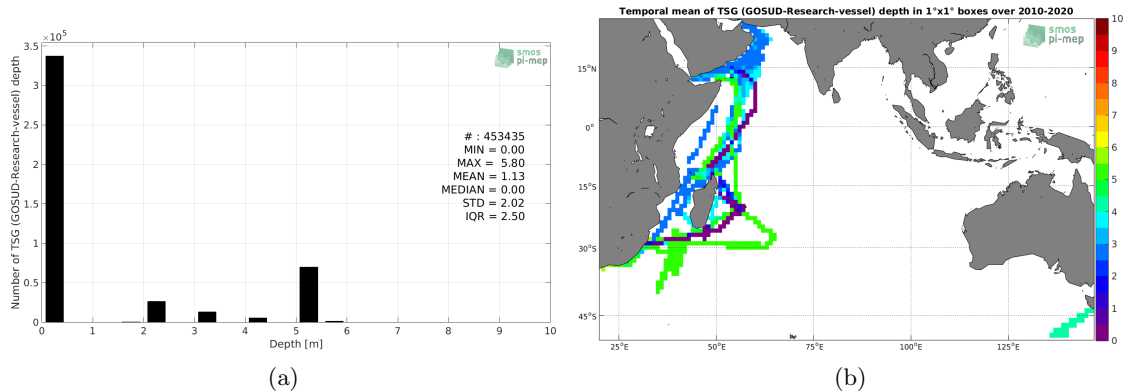 Temporal mean of TSG (GOSUD-Research-vessel) depth in 1°x1° boxes over 2010-2020
×10⁵
3.5
3
2.5
2
1.5
1
0.5
0
Number of TSG (GOSUD-Research-vessel) depth
smos
pi-mep
# : 453435
MIN = 0.00
MAX = 5.80
MEAN = 1.13
MEDIAN = 0.00
STD = 2.02
IQR = 2.50
0 1 2 3 4 5 6 7 8 9 10
Depth [m]
(a)
smos
pi-mep
15°N
0°
15°S
30°S
45°S
25°E 50°E 75°E 100°E 125°E
10
9
8
7
6
5
4
3
2
1
0
(b)